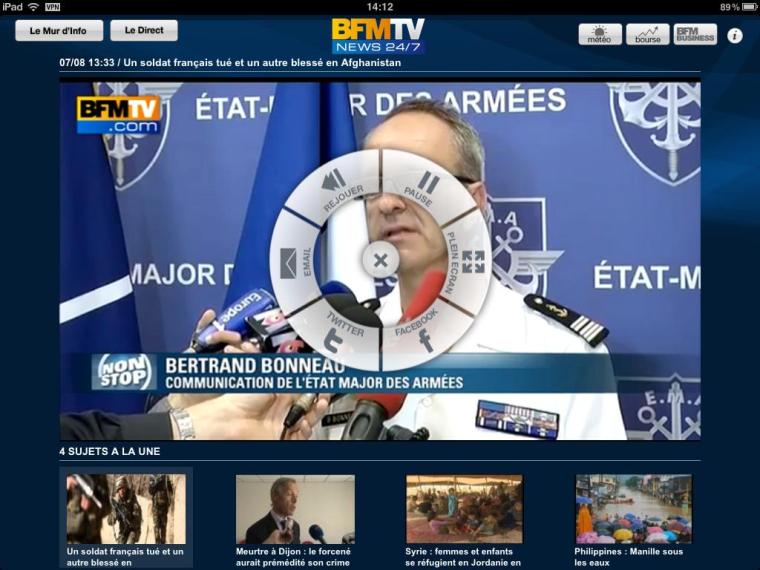 iPad VPN 14:12 89%
Le Mur d'Info
Le Direct
BFMTV
NEWS 24/7
météo
bourse
BFM
BUSINESS
i
07/08 13:33 / Un soldat français tué et un autre blessé en Afghanistan
BFMTV
.com
ÉTAT- R DES ARMÉES
REJOUER
PAUSE
EMAIL
PLEIN ECRAN
TWITTER
FACEBOOK
M.A
MAJOR D
ÉTAT-M
Europe 1
NON
STOP
BERTRAND BONNEAU
COMMUNICATION DE L'ÉTAT MAJOR DES ARMÉES
E.M.A
4 SUJETS A LA UNE
Un soldat français tué et un
autre blessé en
Meurtre à Dijon : le forcené
aurait prémédité son crime
Syrie : femmes et enfants
se réfugient en Jordanie en
Philippines : Manille sous
les eaux